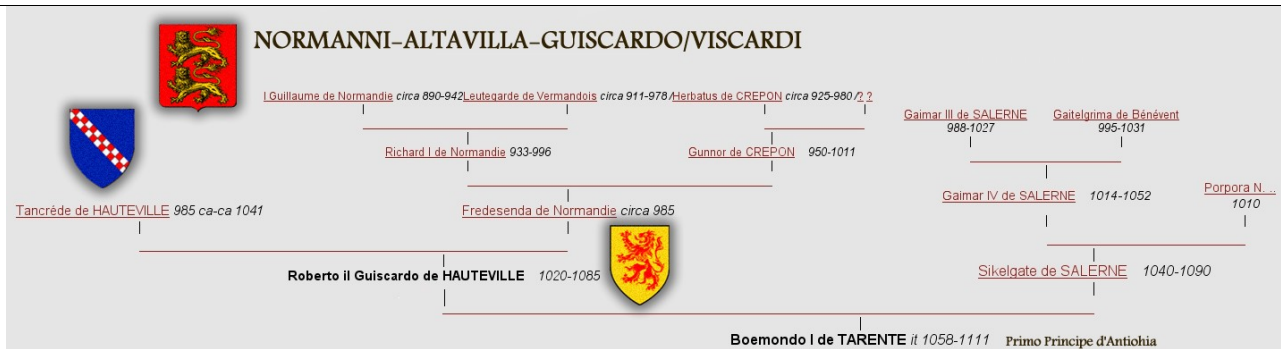 NORMANNI-ALTAVILLA-GUISCARDO/VISCARDI
I Guillaume de Normandie circa 890-942 Leutegarde de Vermandois circa 911-978 / Herbatus de CREPON circa 925-980 / ? ?
Gaimar III de SALERNE Gaitelgrima de Bénévent
988-1027 995-1031
Richard I de Normandie 933-996 Gunnor de CREPON 950-1011
Gaimar IV de SALERNE 1014-1052 Porpora N. ..
1010
Tancréde de HAUTEVILLE 985 ca-ca 1041 Fredesenda de Normandie circa 985
Roberto il Guiscardo de HAUTEVILLE 1020-1085 Sikelgate de SALERNE 1040-1090
Boemondo I de TARENTE it 1058-1111 Primo Principe d'Antiohia